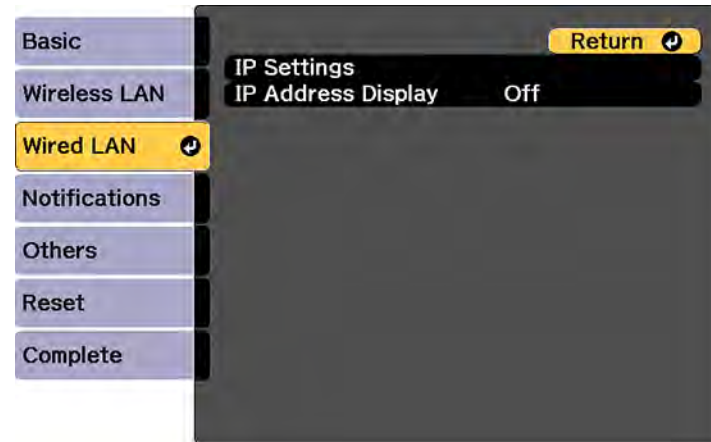 Basic
Wireless LAN
Wired LAN
Notifications
Others
Reset
Complete
Return
IP Settings
IP Address Display Off